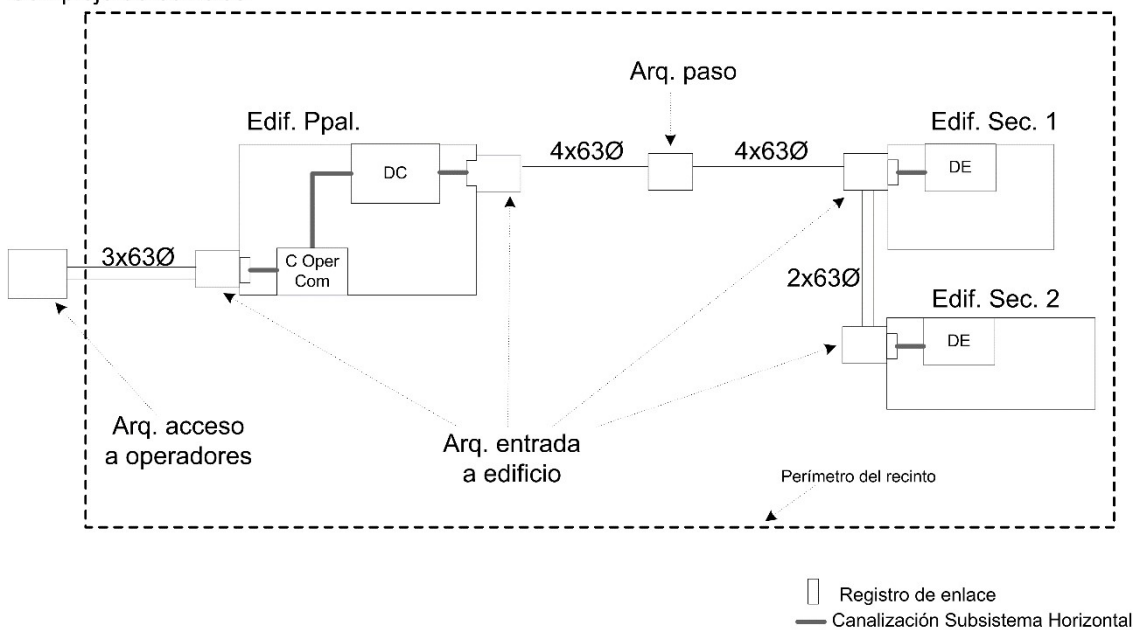 Arq. paso
Edif. Ppal.
Edif. Sec. 1
4x63Ø
4x63Ø
DC
DE
3x63Ø
C Oper
Com
2x63Ø
Edif. Sec. 2
DE
Arq. acceso
a operadores
Arq. entrada
a edificio
Perímetro del recinto
Registro de enlace
Canalización Subsistema Horizontal